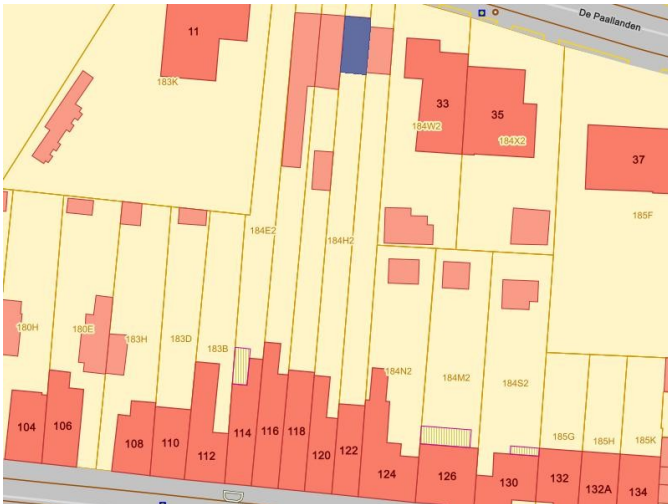 De Paallanden
11
183K
33
35
184W2
184X2
37
185F
184E2
184H2
180H
180E
183H
183D
183B
184N2
184M2
184S2
185G
185H
185K
104
106
108
110
112
114
116
118
120
122
124
126
130
132
132A
134